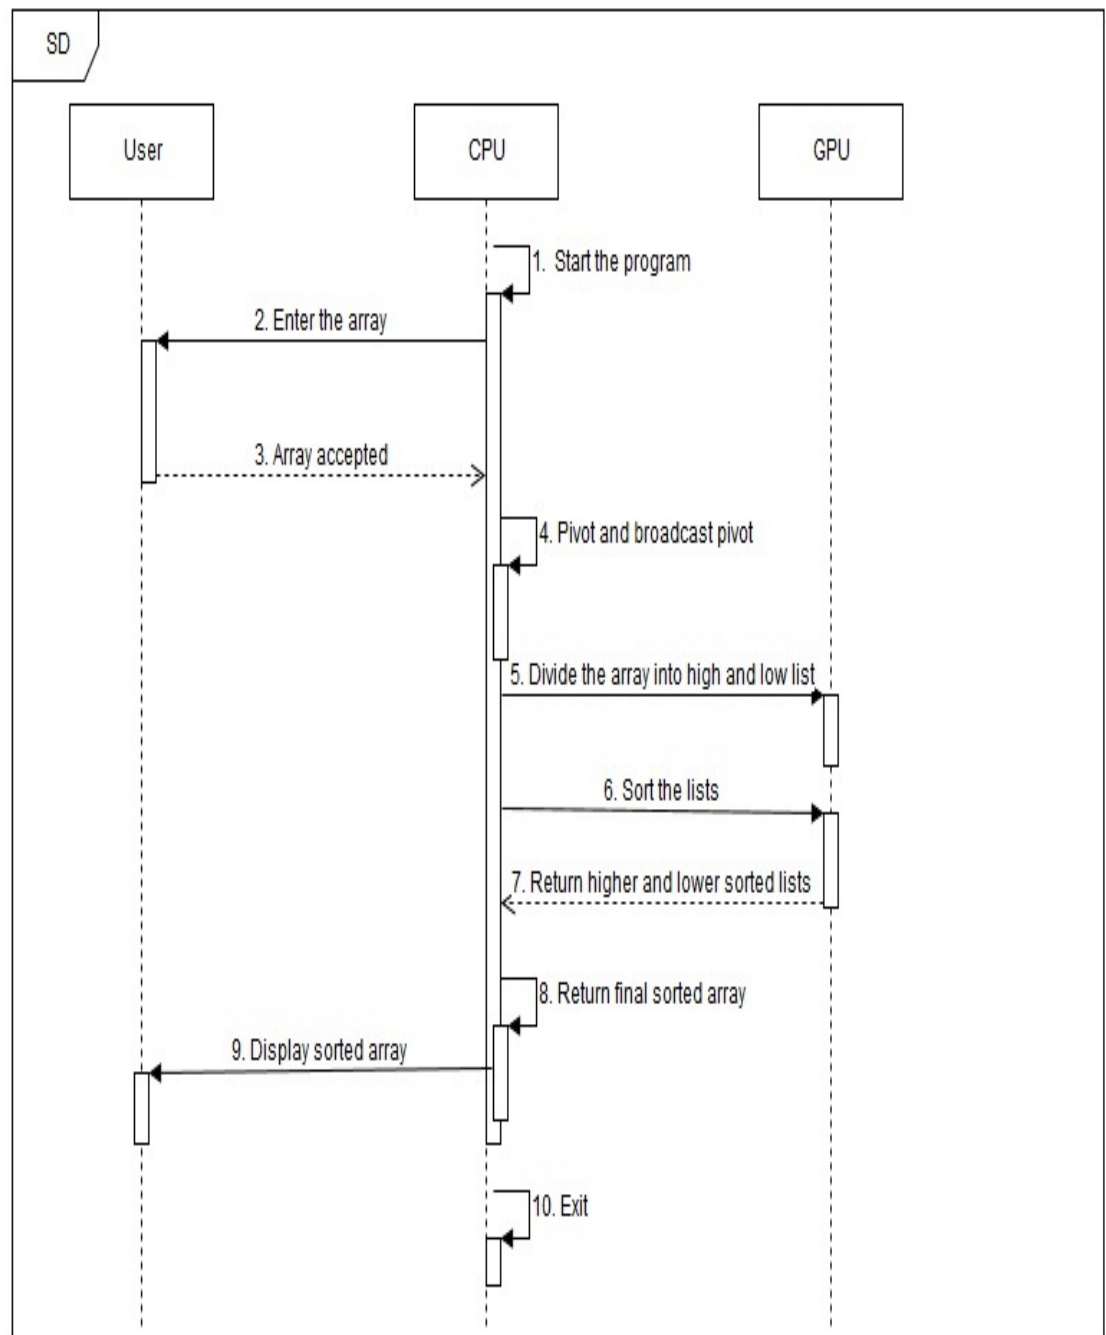 SD
User
CPU
GPU
1. Start the program
2. Enter the array
3. Array accepted
4. Pivot and broadcast pivot
5. Divide the array into high and low list
6. Sort the lists
7. Return higher and lower sorted lists
8. Return final sorted array
9. Display sorted array
10. Exit